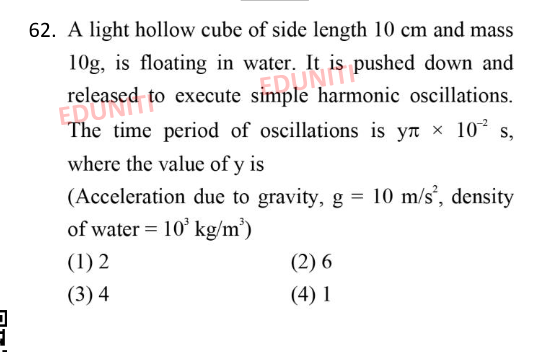 62. A light hollow cube of side length 10 cm and mass
10g, is floating in water. It is pushed down and
released to execute simple harmonic oscillations.
The time period of oscillations is yπ × 10⁻² s,
where the value of y is
(Acceleration due to gravity, g = 10 m/s², density
of water = 10³ kg/m³)
(1) 2 (2) 6
(3) 4 (4) 1
EDUNITI
EDUNITI